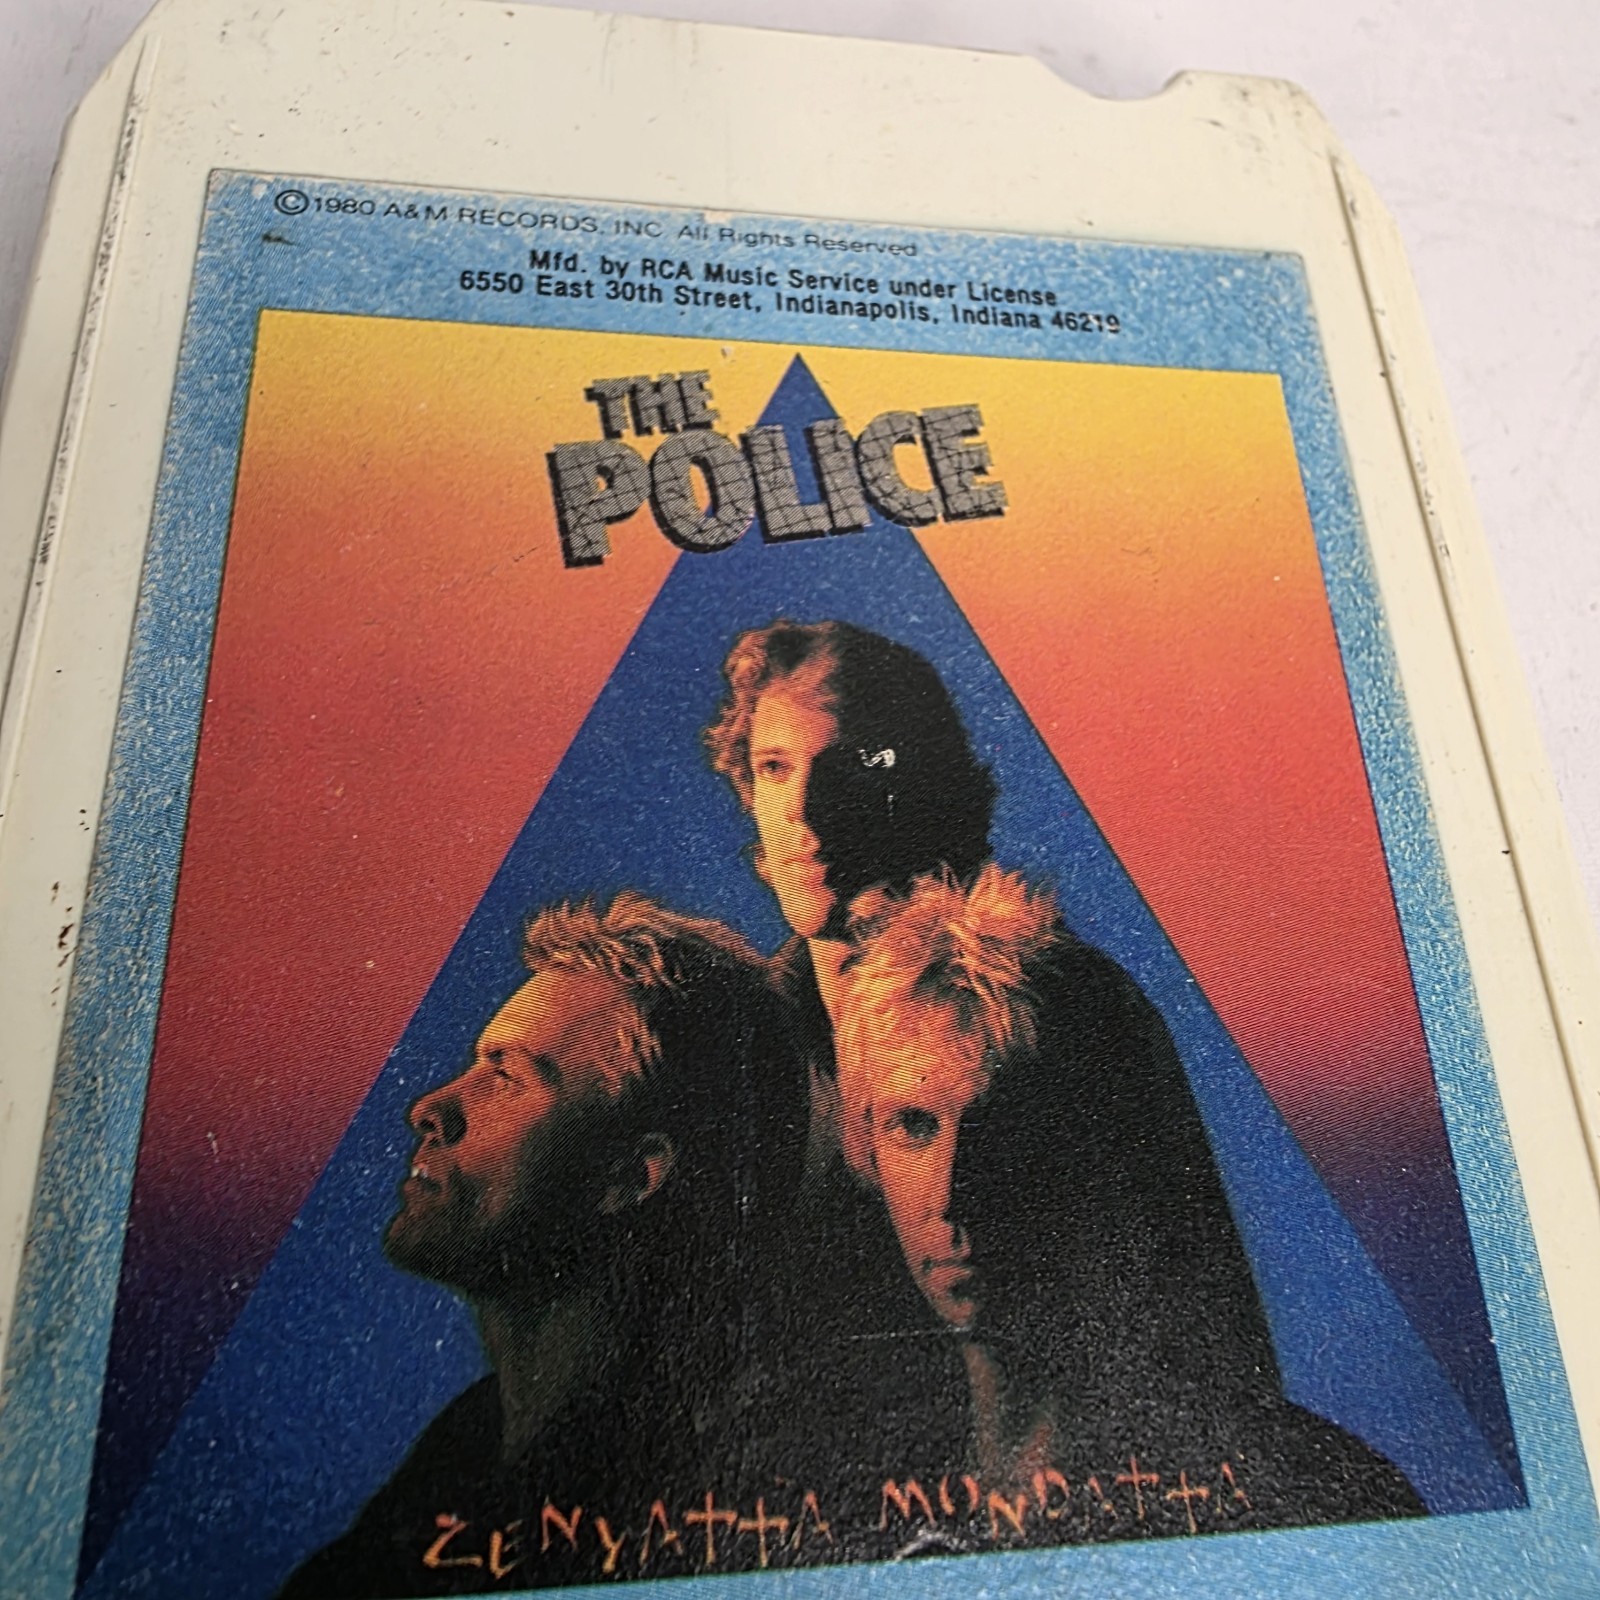 ©1980 A&M RECORDS, INC All Rights Reserved
Mfd. by RCA Music Service under License
6550 East 30th Street, Indianapolis, Indiana 46219
THE
POLICE
ZENYATTA MONDATTA